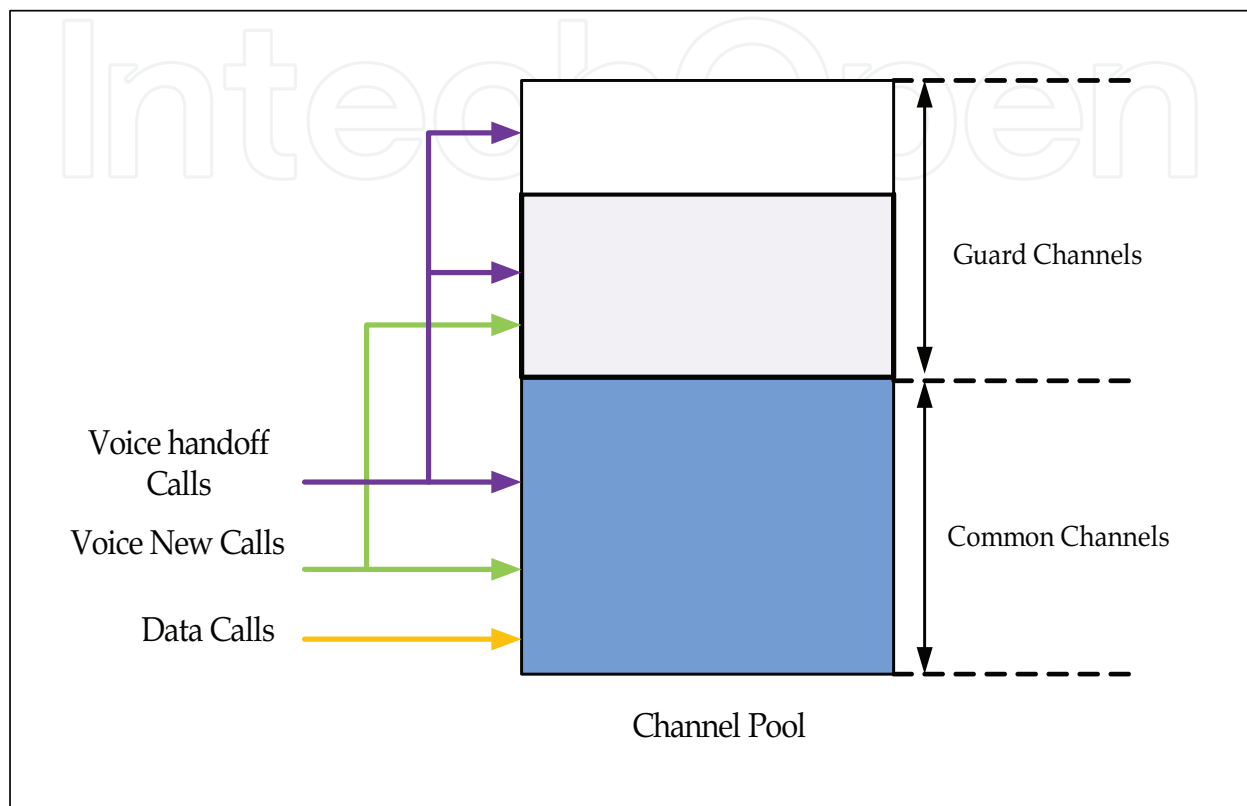 IntechOpen
Guard Channels
Voice handoff
Calls
Voice New Calls
Common Channels
Data Calls
Channel Pool